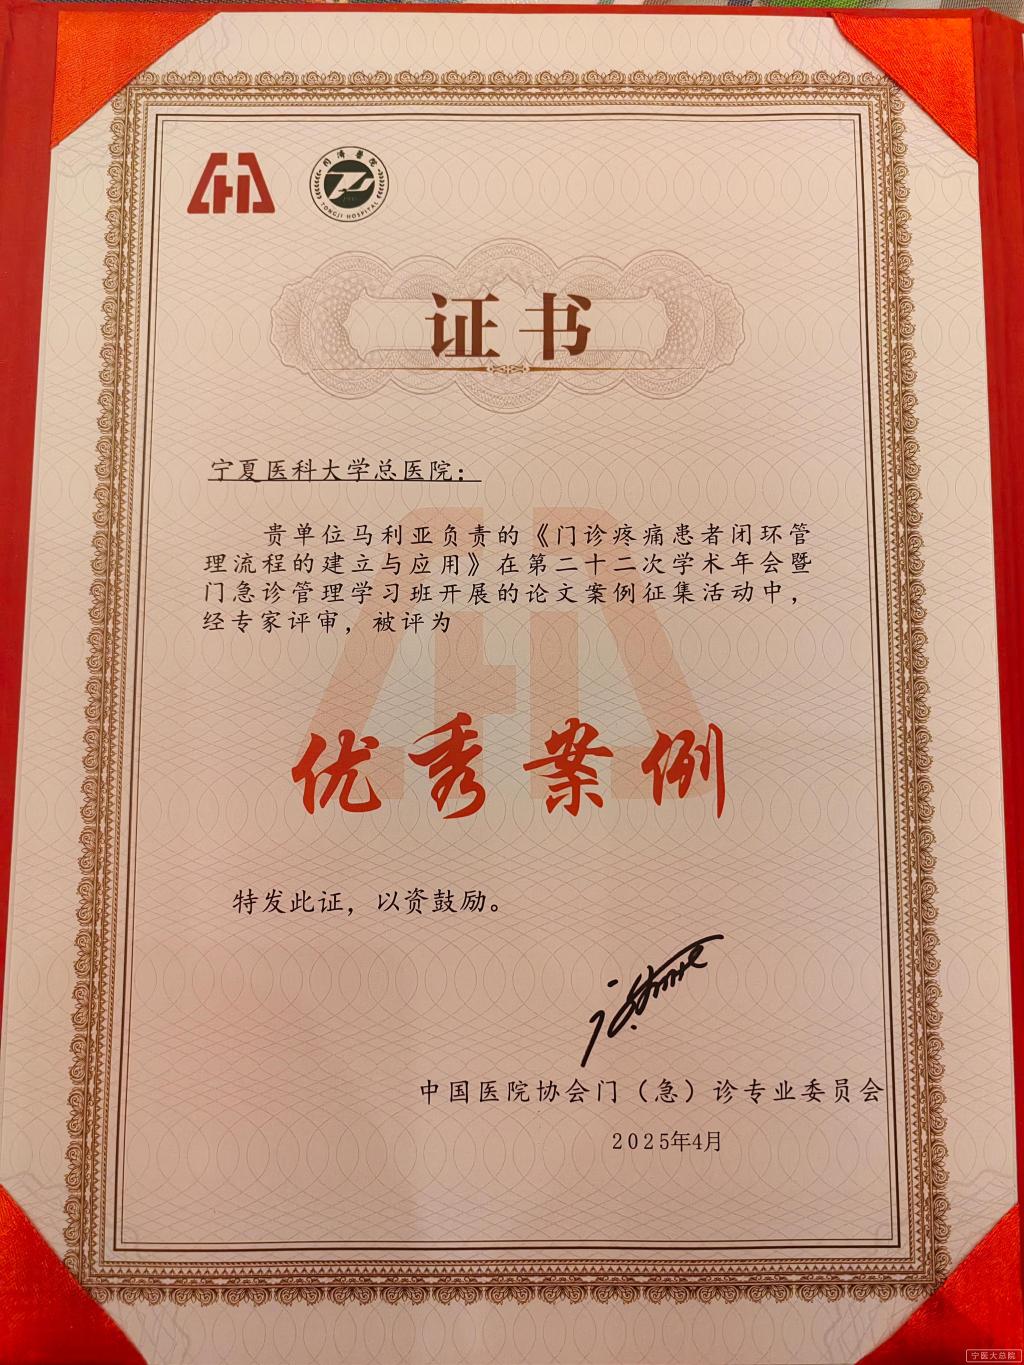 同濟醫院
TONGJI HOSPITAL
证书
宁夏医科大学总医院：
贵单位马利亚负责的《门诊疼痛患者闭环管
理流程的建立与应用》在第二十二次学术年会暨
门急诊管理学习班开展的论文案例征集活动中，
经专家评审，被评为
优秀案例
特发此证，以资鼓励。
中国医院协会门（急）诊专业委员会
2025年4月
宁医大总院